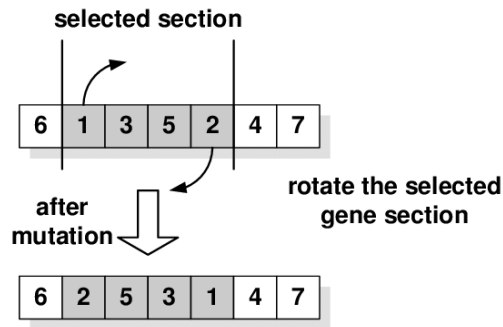 selected section
6 1 3 5 2 4 7
rotate the selected
gene section
after
mutation
6 2 5 3 1 4 7